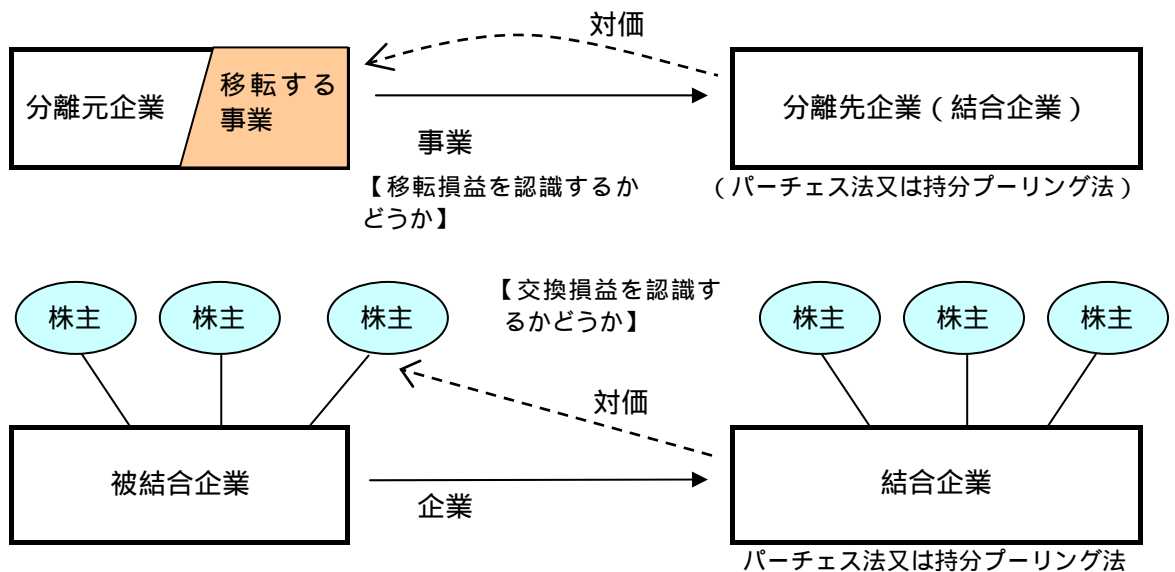 対価
分離元企業
移転する
事業
分離先企業(結合企業)
事業
【移転損益を認識するか
どうか】
(パーチェス法又は持分プーリング法)
【交換損益を認識す
るかどうか】
株主
株主
株主
株主
株主
株主
対価
被結合企業
結合企業
企業
パーチェス法又は持分プーリング法